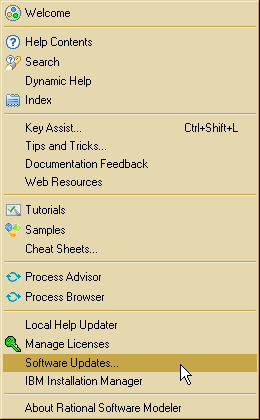 Welcome
Help Contents
Search
Dynamic Help
Index
Key Assist... Ctrl+Shift+L
Tips and Tricks...
Documentation Feedback
Web Resources
Tutorials
Samples
Cheat Sheets...
Process Advisor
Process Browser
Local Help Updater
Manage Licenses
Software Updates...
IBM Installation Manager
About Rational Software Modeler